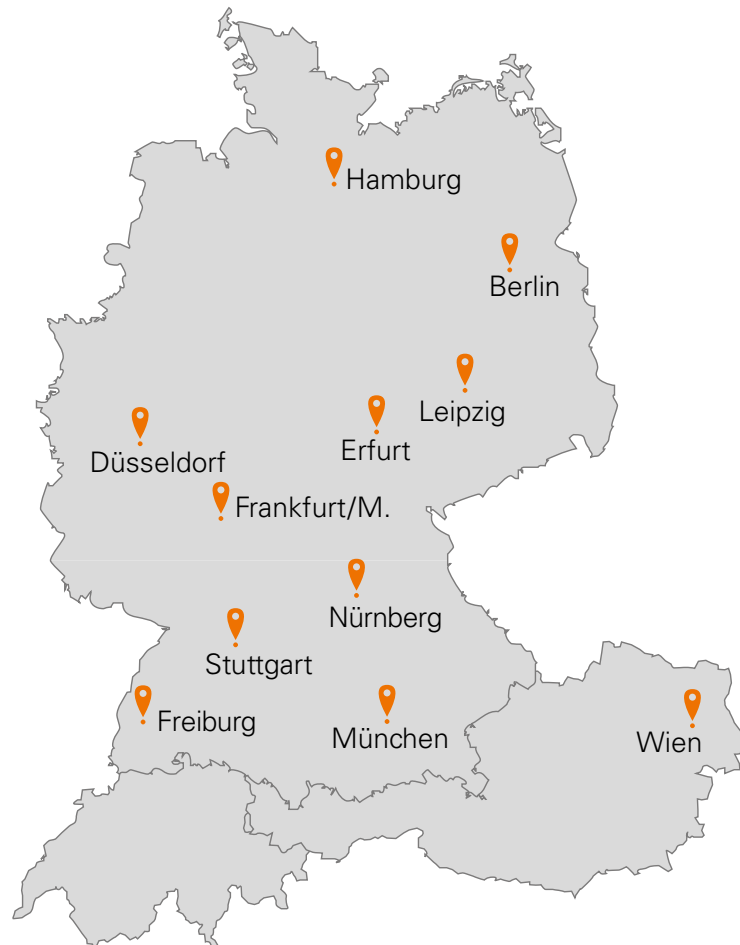 Hamburg
Berlin
Leipzig
Erfurt
Düsseldorf
Frankfurt/M.
Nürnberg
Stuttgart
Freiburg
München
Wien